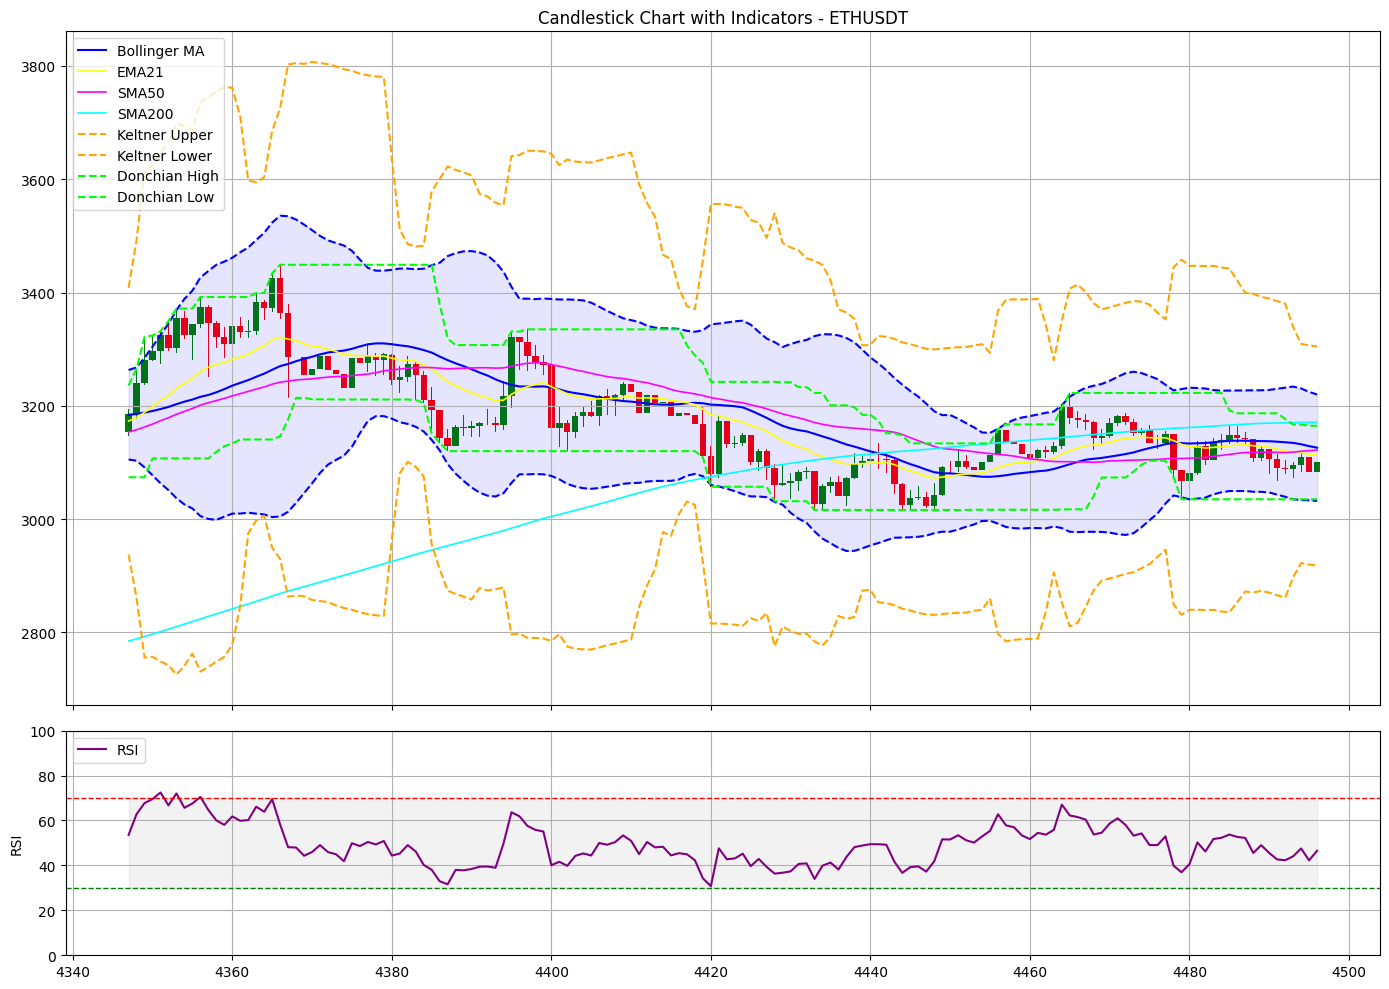 Candlestick Chart with Indicators - ETHUSDT
Bollinger MA
EMA21
SMA50
SMA200
Keltner Upper
Keltner Lower
Donchian High
Donchian Low
3800
3600
3400
3200
3000
2800
RSI
100
80
60
40
20
0
RSI
4340 4360 4380 4400 4420 4440 4460 4480 4500